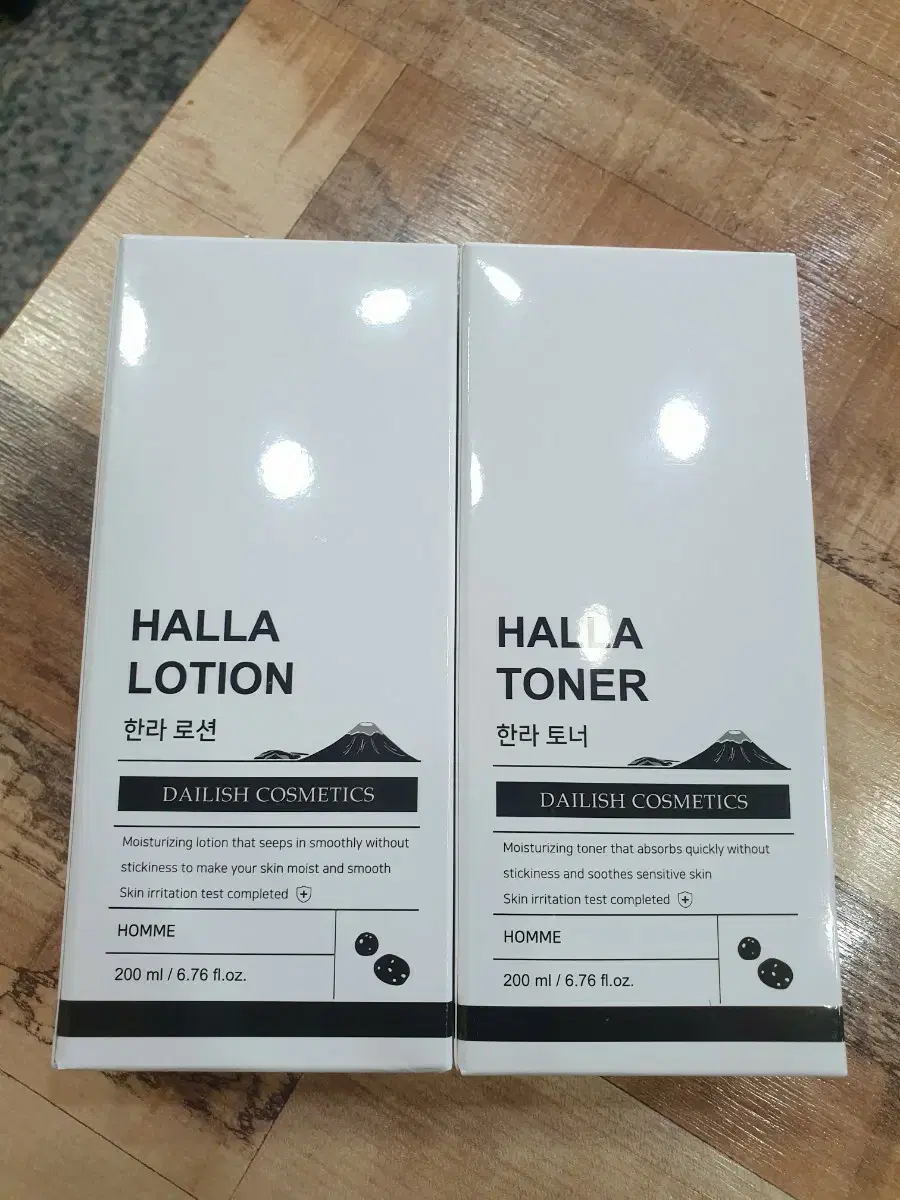 HALLA
LOTION
한라 로션
DAILISH COSMETICS
Moisturizing lotion that seeps in smoothly without
stickiness to make your skin moist and smooth
Skin irritation test completed
HOMME
200 ml / 6.76 fl.oz.
HALLA
TONER
한라 토너
DAILISH COSMETICS
Moisturizing toner that absorbs quickly without
stickiness and soothes sensitive skin
Skin irritation test completed
HOMME
200 ml / 6.76 fl.oz.